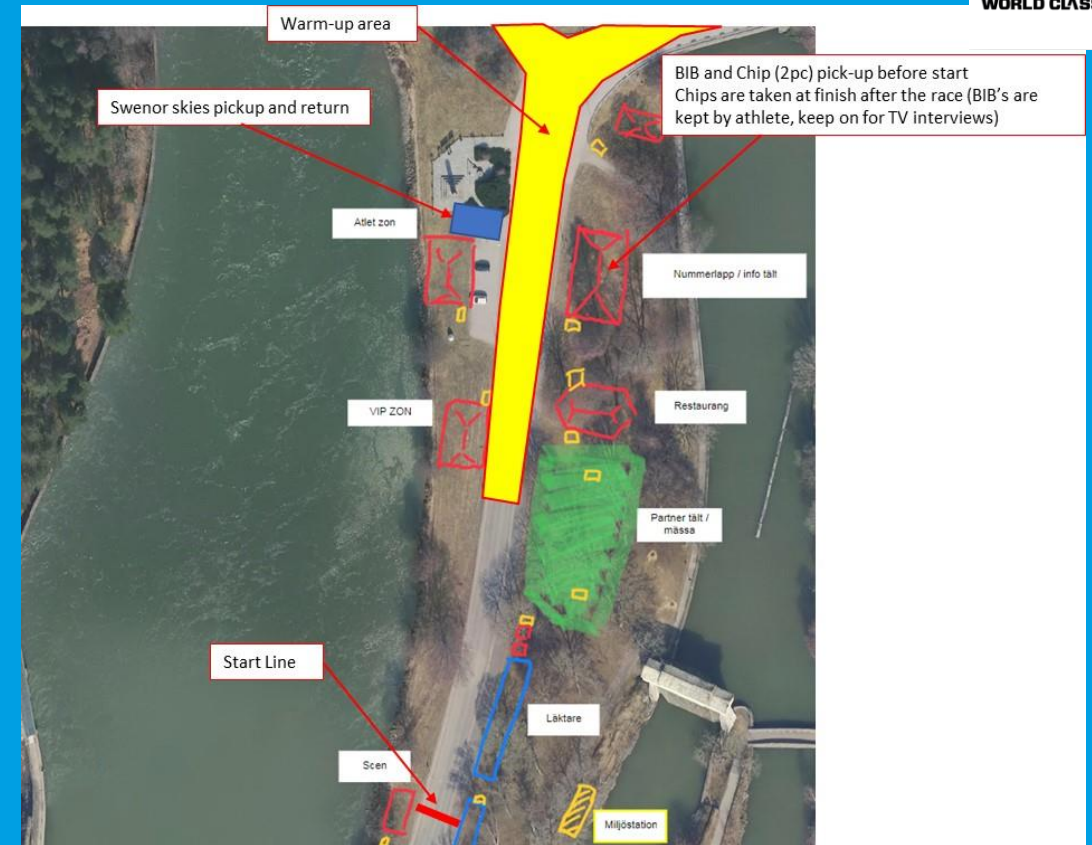 WORLD CLASS
Warm-up area
BIB and Chip (2pc) pick-up before start
Chips are taken at finish after the race (BIB's are
kept by athlete, keep on for TV interviews)
Swenor skies pickup and return
Atlet zon
Nummerlapp / info tält
VIP ZON
Restaurang
Partner tält /
mässa
Start Line
Läktare
Scen
Miljöstation